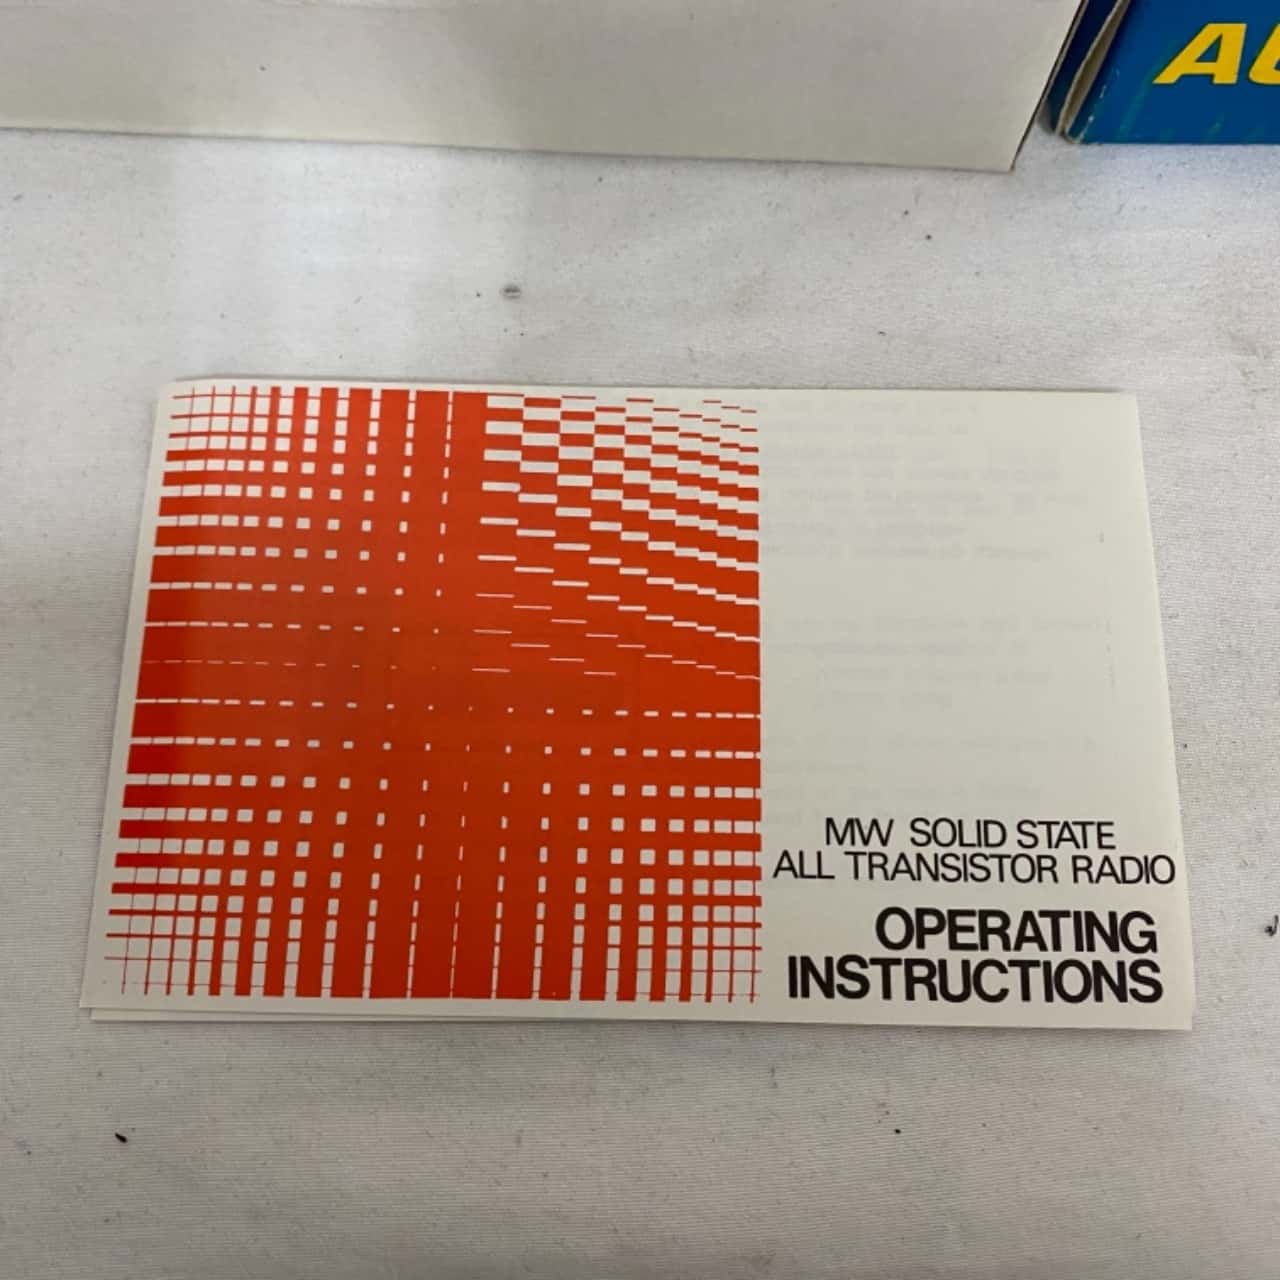 MW SOLID STATE
ALL TRANSISTOR RADIO
OPERATING
INSTRUCTIONS